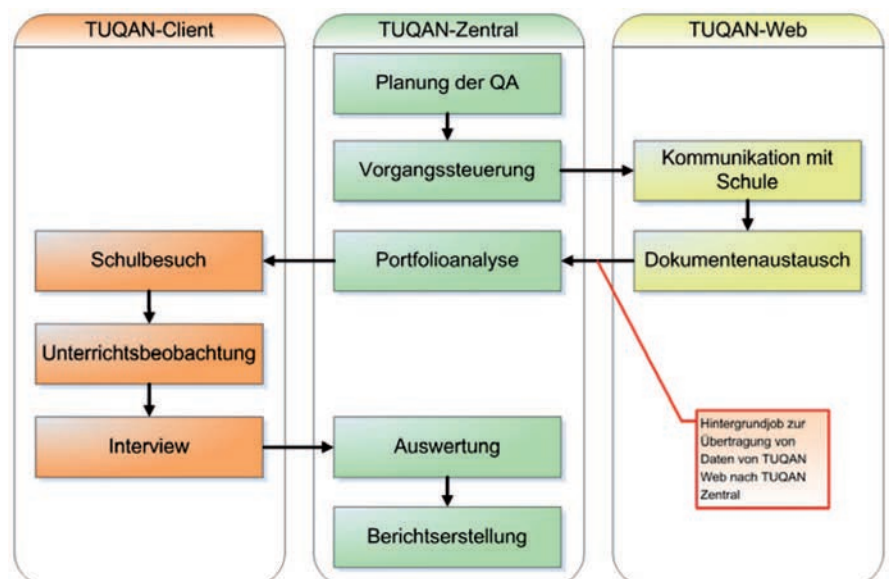 TUQAN-Client
TUQAN-Zentral
TUQAN-Web
Planung der QA
Vorgangssteuerung
Kommunikation mit
Schule
Schulbesuch
Portfolioanalyse
Dokumentenaustausch
Unterrichtsbeobachtung
Interview
Auswertung
Berichtserstellung
Hintergrundjob zur
Übertragung von
Daten von TUQAN
Web nach TUQAN
Zentral